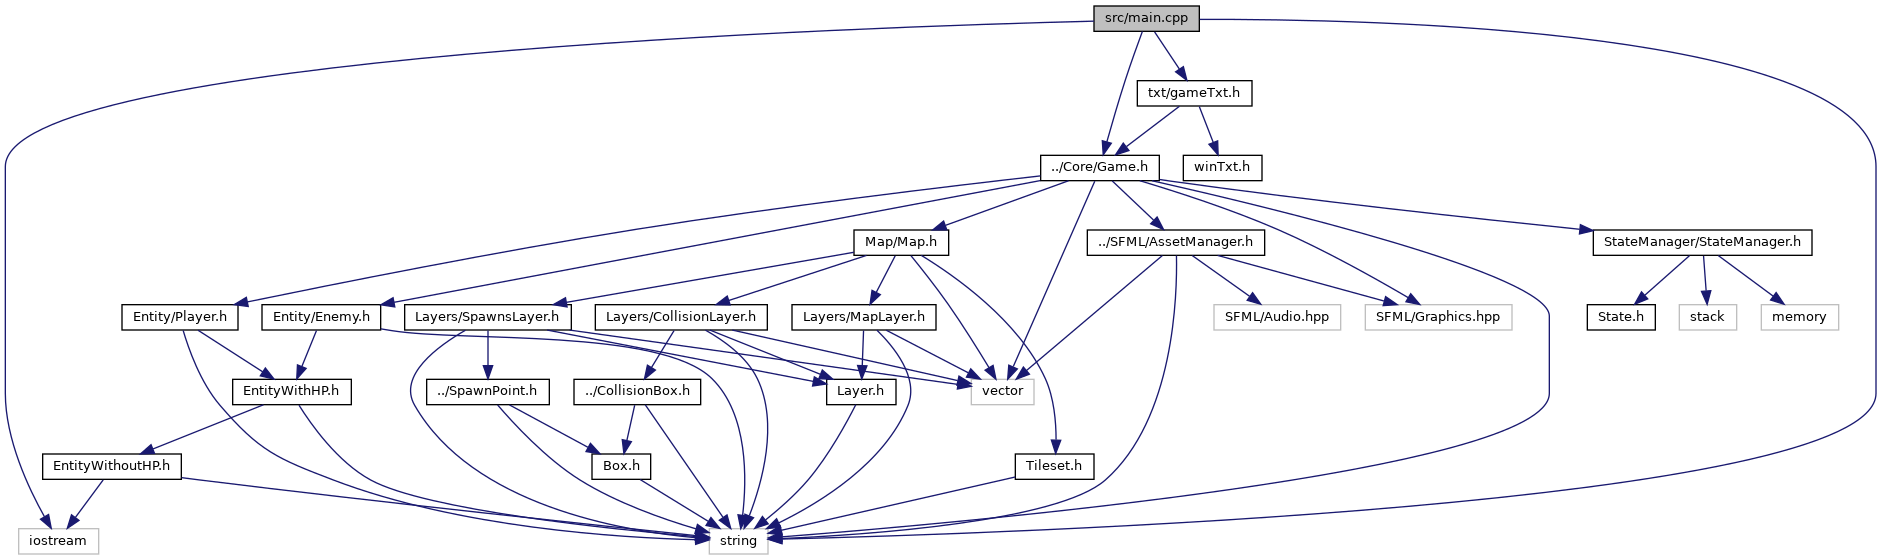 src/main.cpp
txt/gameTxt.h
../Core/Game.h
winTxt.h
Map/Map.h
../SFML/AssetManager.h
StateManager/StateManager.h
Entity/Player.h
Entity/Enemy.h
Layers/SpawnsLayer.h
Layers/CollisionLayer.h
Layers/MapLayer.h
SFML/Audio.hpp
SFML/Graphics.hpp
State.h
stack
memory
EntityWithHP.h
../SpawnPoint.h
../CollisionBox.h
Layer.h
vector
EntityWithoutHP.h
Box.h
Tileset.h
iostream
string